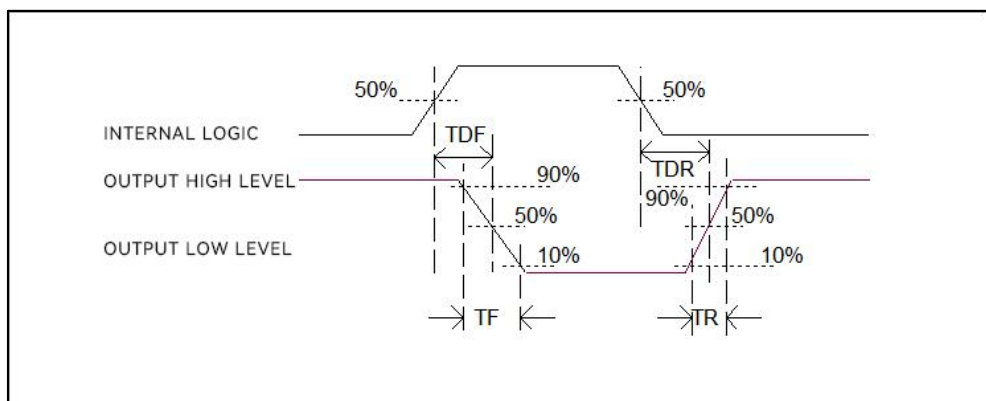 50%
50%
INTERNAL LOGIC
TDF
TDR
OUTPUT HIGH LEVEL
90%
90%
50%
50%
OUTPUT LOW LEVEL
10%
10%
TF
TR